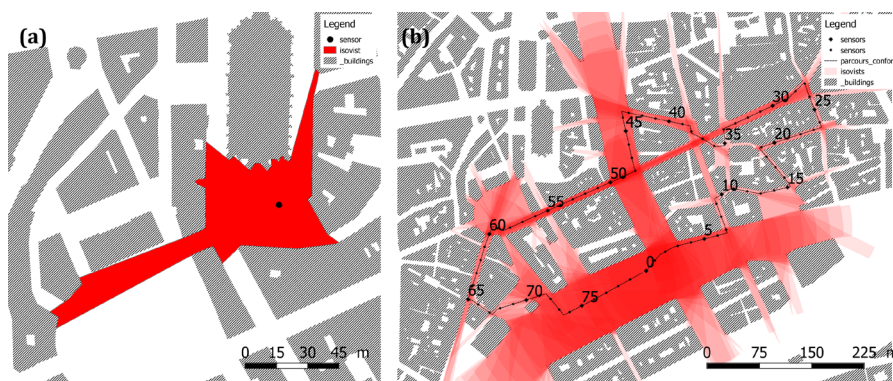 (a)
Legend
sensor
isovist
_buildings
0 15 30 45 m
(b)
Legend
sensors
sensors
parcours_confor
isovists
_buildings
30
25
40
45
35
20
50
15
55
10
60
5
0
65
70
75
0 75 150 225 m